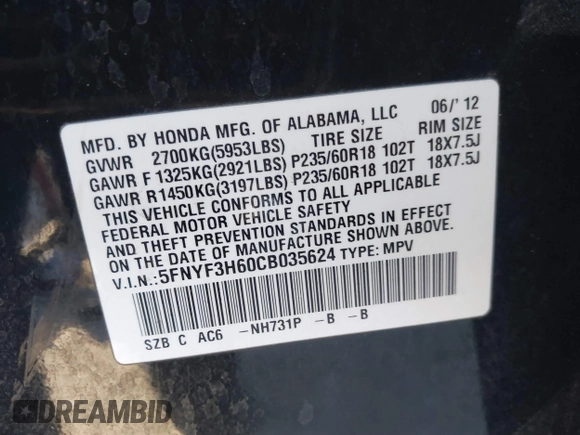 MFD. BY HONDA MFG. OF ALABAMA, LLC 06/' 12
GVWR 2700KG(5953LBS) TIRE SIZE RIM SIZE
GAWR F 1325KG(2921LBS) P235/60R18 102T 18X7.5J
GAWR R1450KG(3197LBS) P235/60R18 102T 18X7.5J
THIS VEHICLE CONFORMS TO ALL APPLICABLE
FEDERAL MOTOR VEHICLE SAFETY
AND THEFT PREVENTION STANDARDS IN EFFECT
ON THE DATE OF MANUFACTURE SHOWN ABOVE.
V.I.N.:5FNYF3H60CB035624 TYPE: MPV
SZB C AC6 -NH731P -B -B
DREAMBID